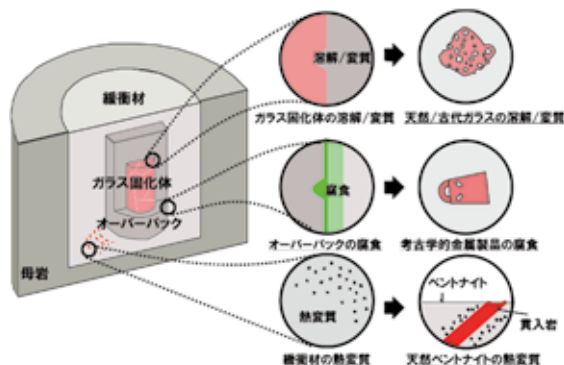 緩衝材
ガラス固化体
オーバーパック
母岩
溶解/変質
ガラス固化体の溶解/変質
天然/古代ガラスの溶解/変質
腐食
オーバーパックの腐食
考古学的金属製品の腐食
熱変質
緩衝材の熱変質
ベントナイト
貫入岩
天然ベントナイトの熱変質